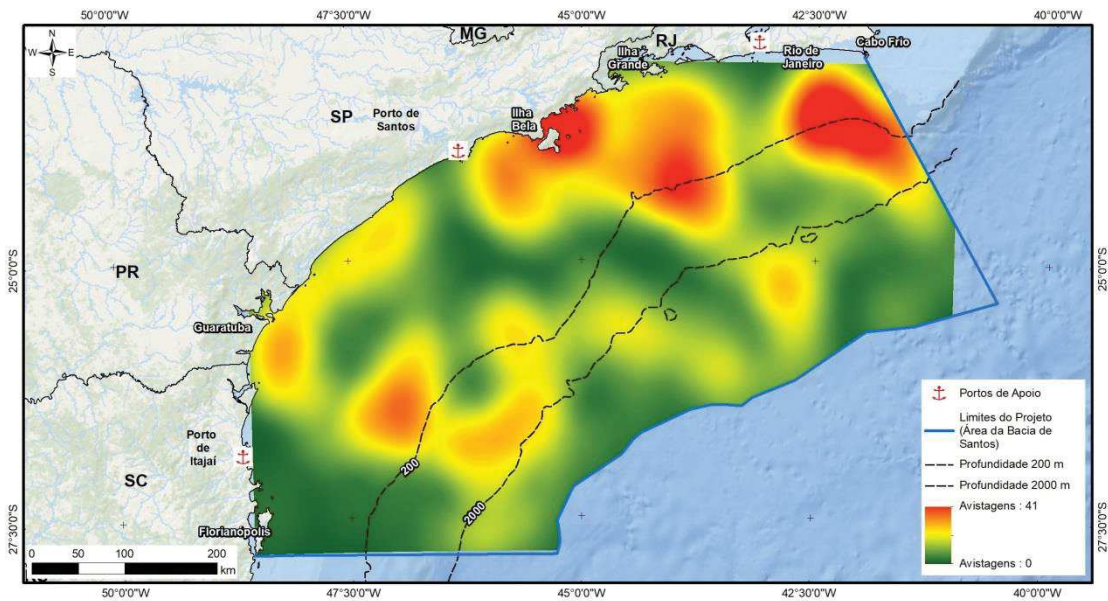 50°0'0"W
47°30'0"W
45°0'0"W
42°30'0"W
40°0'0"W
N
W
E
S
MG
RJ
Ilha
Grande
Rio de
Janeiro
Cabo Frio
SP
Porto de
Santos
Ilha
Bela
25°0'0"S
25°0'0"S
PR
Guaratuba
Porto
de
Itajaí
SC
200
2000
Florianópolis
27°30'0"S
27°30'0"S
Portos de Apoio
Limites do Projeto
(Área da Bacia de
Santos)
Profundidade 200 m
Profundidade 2000 m
Avistagens : 41
Avistagens : 0
0
50
100
200
km
50°0'0"W
47°30'0"W
45°0'0"W
42°30'0"W
40°0'0"W